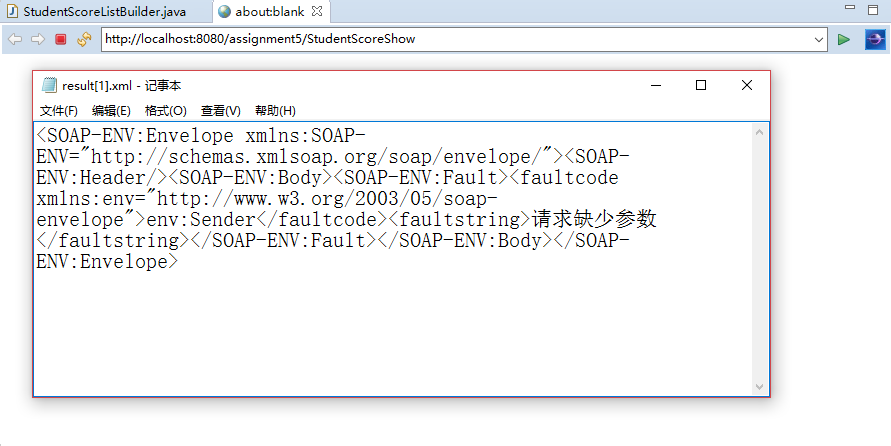 StudentScoreListBuilder.java
about:blank
http://localhost:8080/assignment5/StudentScoreShow
result[1].xml - 记事本
文件(F) 编辑(E) 格式(O) 查看(V) 帮助(H)
<SOAP-ENV:Envelope xmlns:SOAP-
ENV="http://schemas.xmlsoap.org/soap/envelope/"><SOAP-
ENV:Header/><SOAP-ENV:Body><SOAP-ENV:Fault><faultcode
xmlns:env="http://www.w3.org/2003/05/soap-
envelope">env:Sender</faultcode><faultstring>请求缺少参数
</faultstring></SOAP-ENV:Fault></SOAP-ENV:Body></SOAP-
ENV:Envelope>